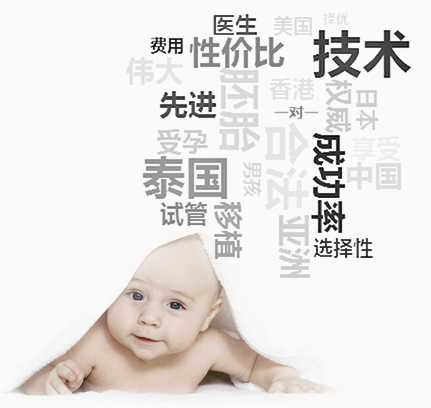 医生
美国
择优
费用
性价比
技术
伟大
胚胎
香港
权威
日本
先进
一对一
受孕
合法
成功率
享受
泰国
男孩
中国
试管
移植
亚洲
选择性